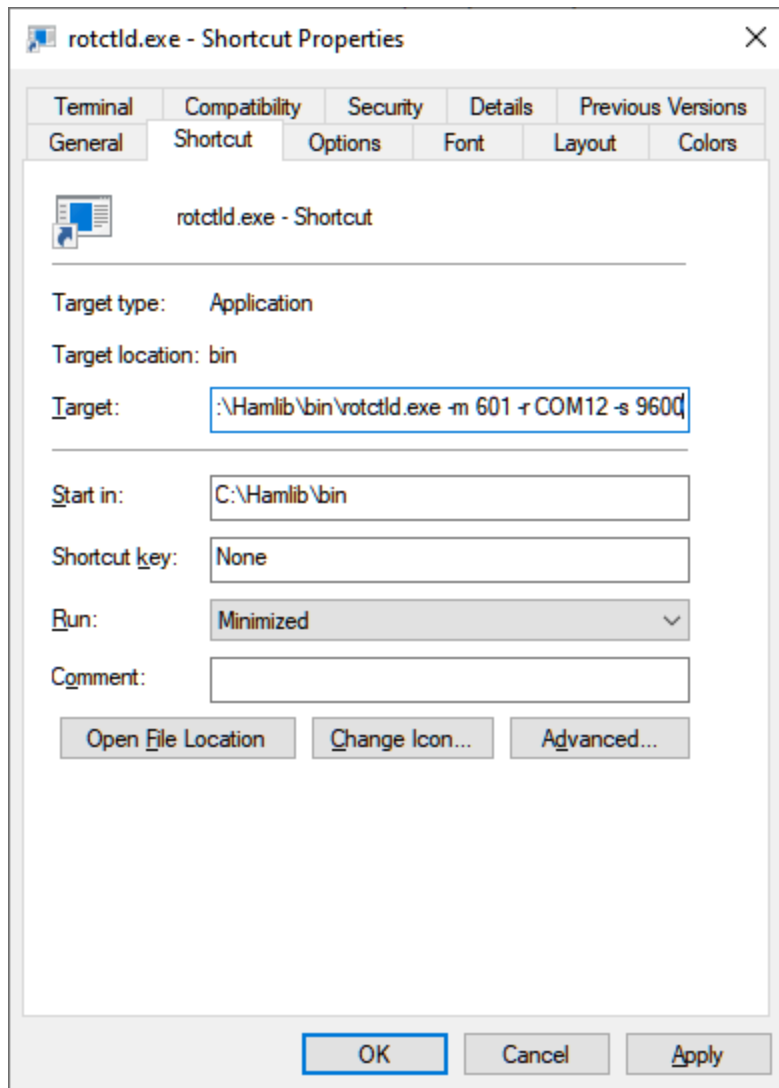 rotctld.exe - Shortcut Properties
Terminal Compatibility Security Details Previous Versions
General Shortcut Options Font Layout Colors
rotctld.exe - Shortcut
Target type: Application
Target location: bin
Target: :\Hamlib\bin\rotctld.exe -m 601 -r COM12 -s 9600
Start in: C:\Hamlib\bin
Shortcut key: None
Run: Minimized
Comment:
Open File Location Change Icon... Advanced...
OK Cancel Apply